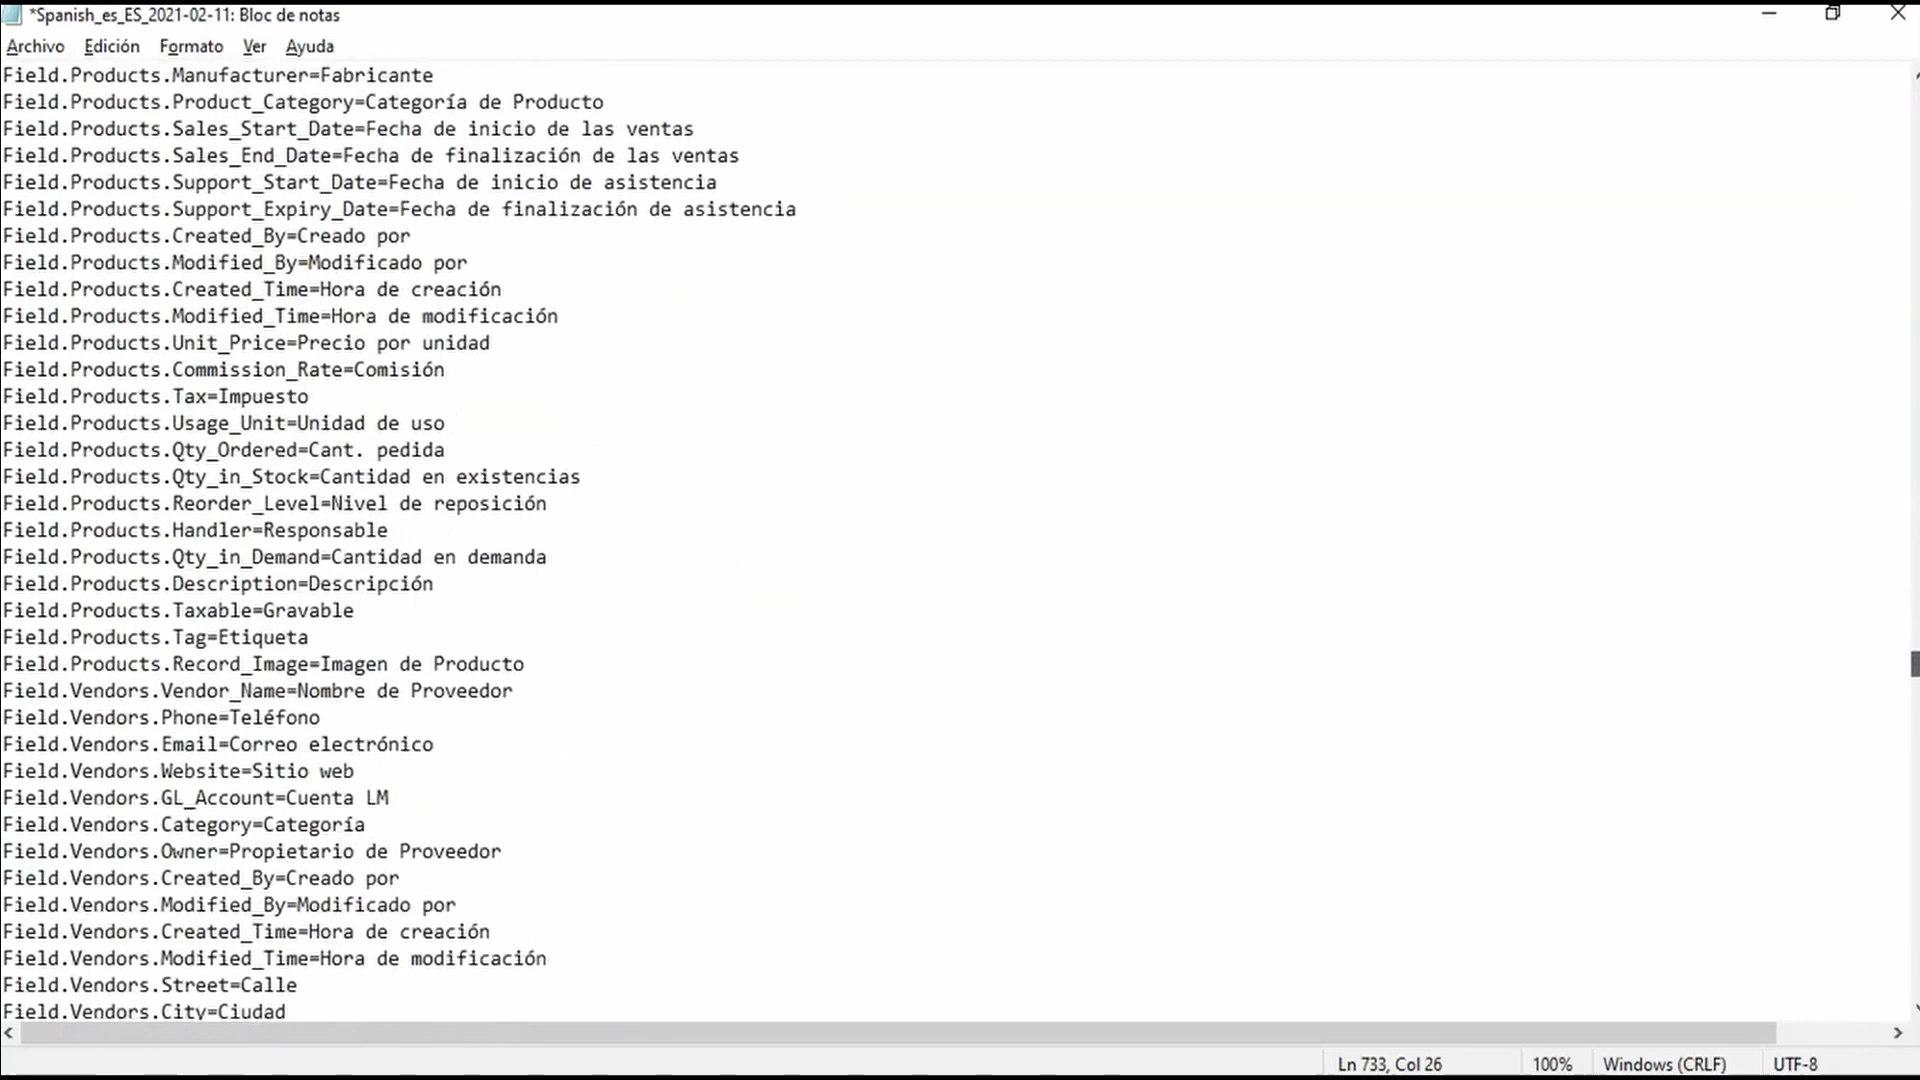 *Spanish_es_ES_2021-02-11: Bloc de notas
Archivo Edición Formato Ver Ayuda
Field.Products.Manufacturer=Fabricante
Field.Products.Product_Category=Categoría de Producto
Field.Products.Sales_Start_Date=Fecha de inicio de las ventas
Field.Products.Sales_End_Date=Fecha de finalización de las ventas
Field.Products.Support_Start_Date=Fecha de inicio de asistencia
Field.Products.Support_Expiry_Date=Fecha de finalización de asistencia
Field.Products.Created_By=Creado por
Field.Products.Modified_By=Modificado por
Field.Products.Created_Time=Hora de creación
Field.Products.Modified_Time=Hora de modificación
Field.Products.Unit_Price=Precio por unidad
Field.Products.Commission_Rate=Comisión
Field.Products.Tax=Impuesto
Field.Products.Usage_Unit=Unidad de uso
Field.Products.Qty_Ordered=Cant. pedida
Field.Products.Qty_in_Stock=Cantidad en existencias
Field.Products.Reorder_Level=Nivel de reposición
Field.Products.Handler=Responsable
Field.Products.Qty_in_Demand=Cantidad en demanda
Field.Products.Description=Descripción
Field.Products.Taxable=Gravable
Field.Products.Tag=Etiqueta
Field.Products.Record_Image=Imagen de Producto
Field.Vendors.Vendor_Name=Nombre de Proveedor
Field.Vendors.Phone=Teléfono
Field.Vendors.Email=Correo electrónico
Field.Vendors.Website=Sitio web
Field.Vendors.GL_Account=Cuenta LM
Field.Vendors.Category=Categoría
Field.Vendors.Owner=Propietario de Proveedor
Field.Vendors.Created_By=Creado por
Field.Vendors.Modified_By=Modificado por
Field.Vendors.Created_Time=Hora de creación
Field.Vendors.Modified_Time=Hora de modificación
Field.Vendors.Street=Calle
Field.Vendors.City=Ciudad
Ln 733, Col 26 100% Windows (CRLF) UTF-8